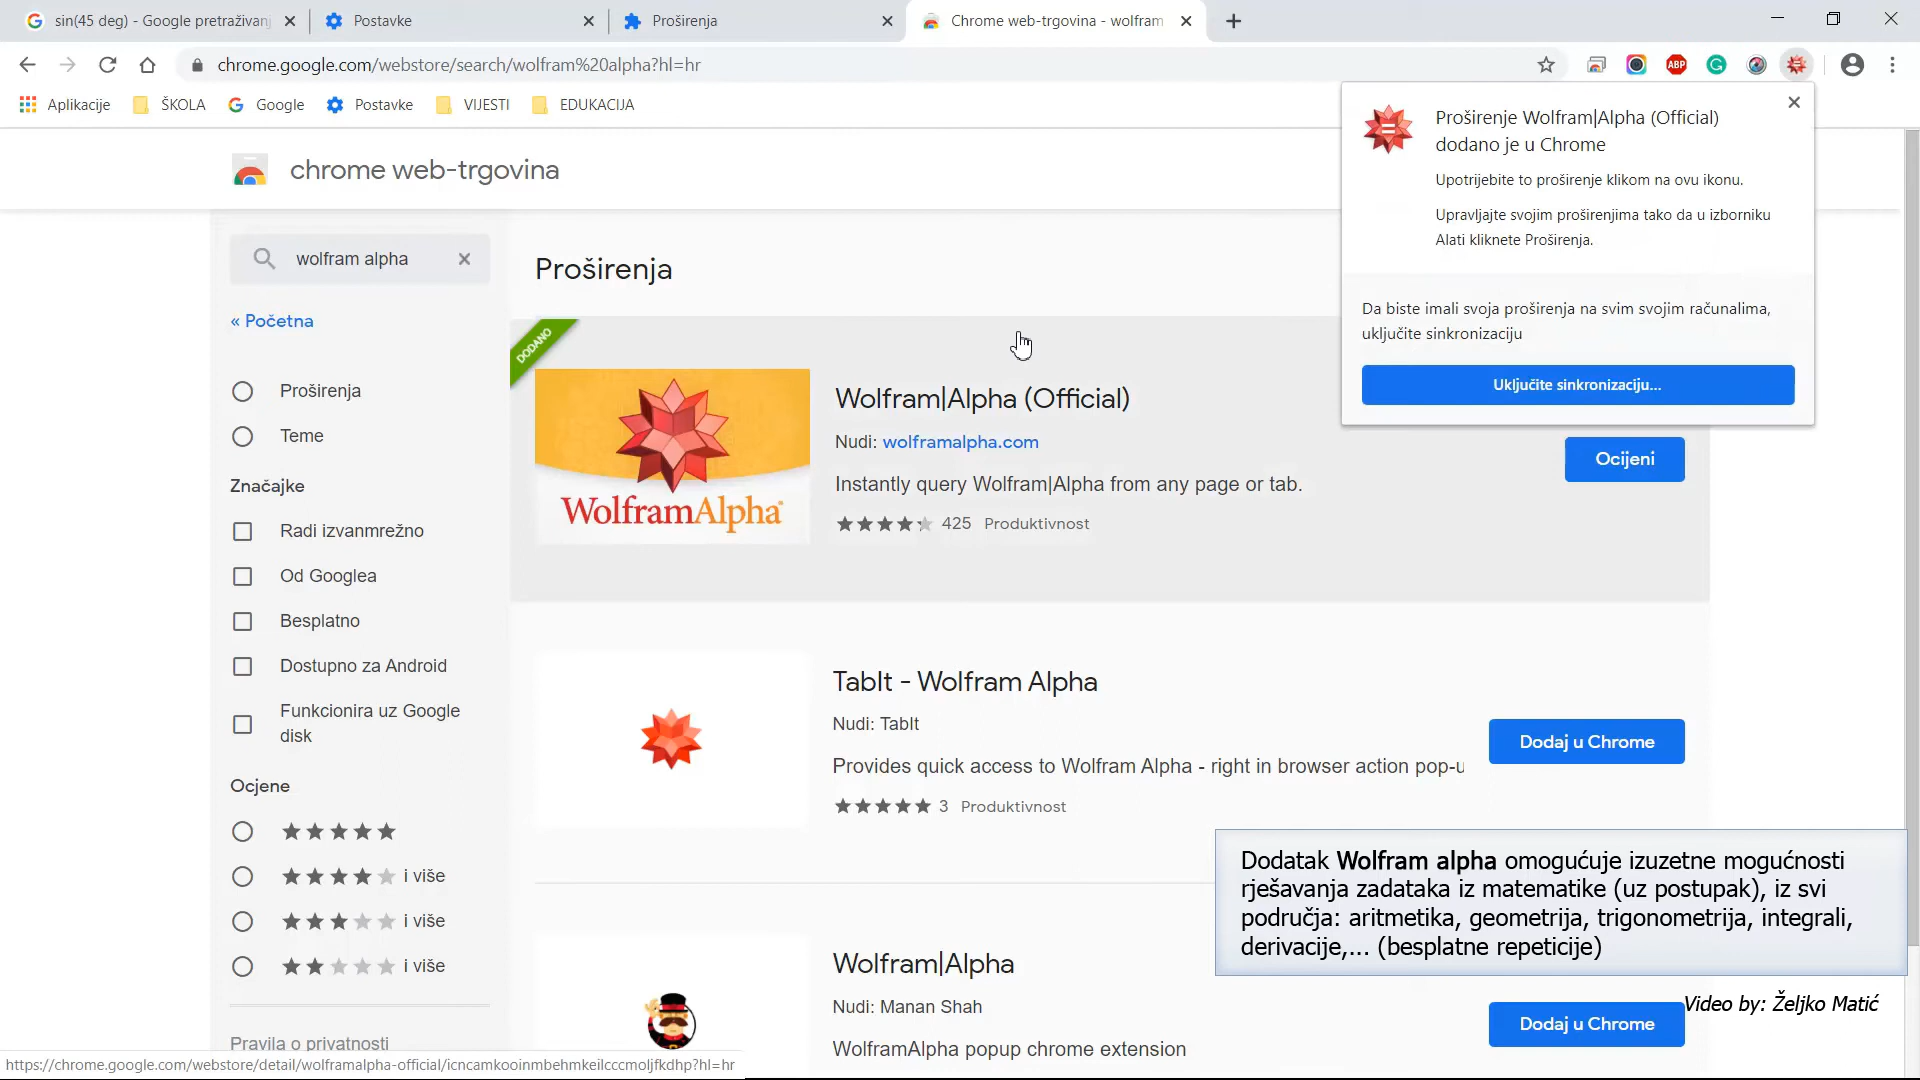 sin(45 deg) - Google pretraživanj
Postavke
Proširenja
Chrome web-trgovina - wolfram
chrome.google.com/webstore/search/wolfram%20alpha?hl=hr
ABP
Aplikacije
ŠKOLA
Google
Postavke
VIJESTI
EDUKACIJA
Proširenje Wolfram|Alpha (Official)
dodano je u Chrome
Upotrijebite to proširenje klikom na ovu ikonu.
Upravljajte svojim proširenjima tako da u izborniku
Alati kliknete Proširenja.
Da biste imali svoja proširenja na svim svojim računalima,
uključite sinkronizaciju
Uključite sinkronizaciju...
chrome web-trgovina
wolfram alpha
« Početna
Proširenja
Teme
Značajke
Radi izvanmrežno
Od Googlea
Besplatno
Dostupno za Android
Funkcionira uz Google
disk
Ocjene
i više
i više
i više
Pravila o privatnosti
Proširenja
DODANO
WolframAlpha
Wolfram|Alpha (Official)
Nudi: wolframalpha.com
Instantly query Wolfram|Alpha from any page or tab.
425 Produktivnost
Ocijeni
TabIt - Wolfram Alpha
Nudi: TabIt
Provides quick access to Wolfram Alpha - right in browser action pop-u
3 Produktivnost
Dodaj u Chrome
Wolfram|Alpha
Nudi: Manan Shah
WolframAlpha popup chrome extension
Dodaj u Chrome
Dodatak Wolfram alpha omogućuje izuzetne mogućnosti
rješavanja zadataka iz matematike (uz postupak), iz svi
područja: aritmetika, geometrija, trigonometrija, integrali,
derivacije,... (besplatne repeticije)
Video by: Željko Matić
https://chrome.google.com/webstore/detail/wolframalpha-official/icncamkooinmbehmkeilcccmoljfkdhp?hl=hr